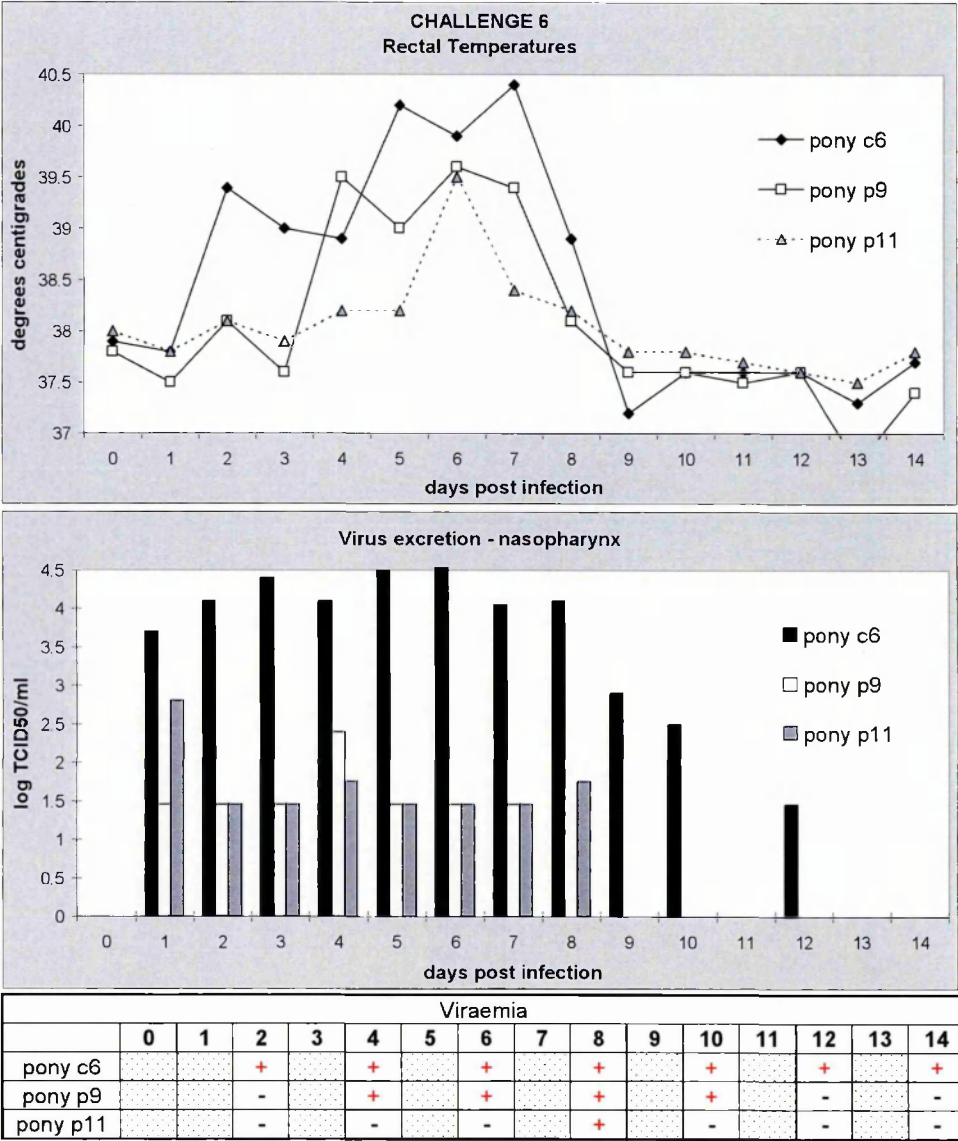 CHALLENGE 6
Rectal Temperatures
degrees centigrades
40.5
40
39.5
39
38.5
38
37.5
37
0 1 2 3 4 5 6 7 8 9 10 11 12 13 14
days post infection
pony c6
pony p9
pony p11
Virus excretion - nasopharynx
log TCID50/ml
4.5
4
3.5
3
2.5
2
1.5
1
0.5
0
0 1 2 3 4 5 6 7 8 9 10 11 12 13 14
days post infection
pony c6
pony p9
pony p11
Viraemia
0 1 2 3 4 5 6 7 8 9 10 11 12 13 14
pony c6 + + + + + + +
pony p9 - + + + + - -
pony p11 - - - + - - -